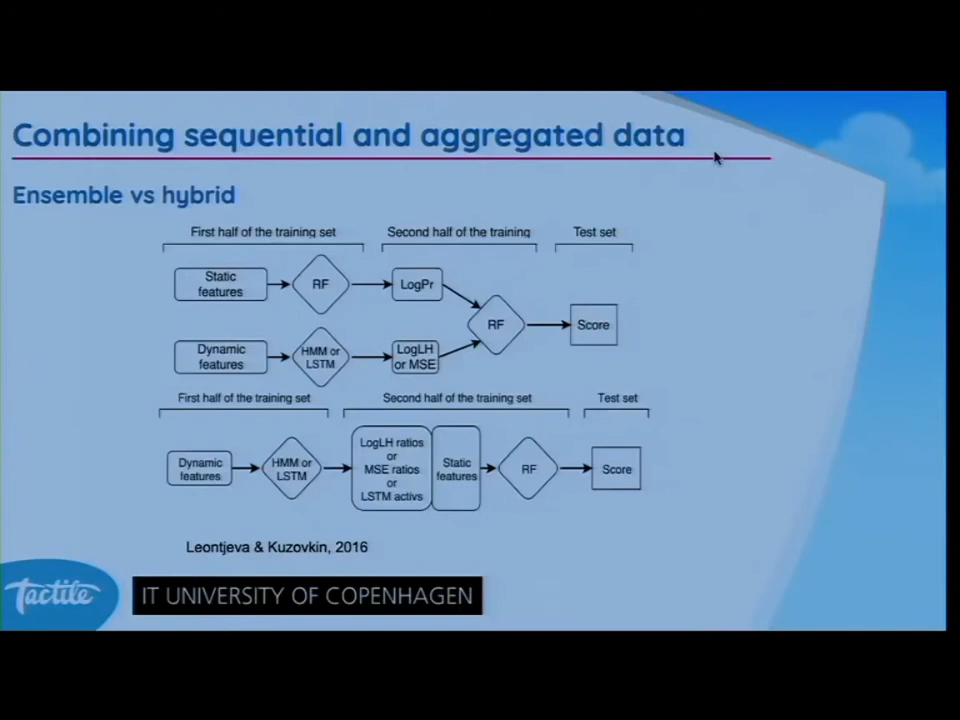 Combining sequential and aggregated data
Ensemble vs hybrid
First half of the training set
Second half of the training
Test set
Static
features
RF
LogPr
Dynamic
features
HMM or
LSTM
LogLH
or MSE
RF
Score
First half of the training set
Second half of the training set
Test set
Dynamic
features
HMM or
LSTM
LogLH ratios
or
MSE ratios
or
LSTM activs
Static
features
RF
Score
Leontjeva & Kuzovkin, 2016
Tactile
IT UNIVERSITY OF COPENHAGEN